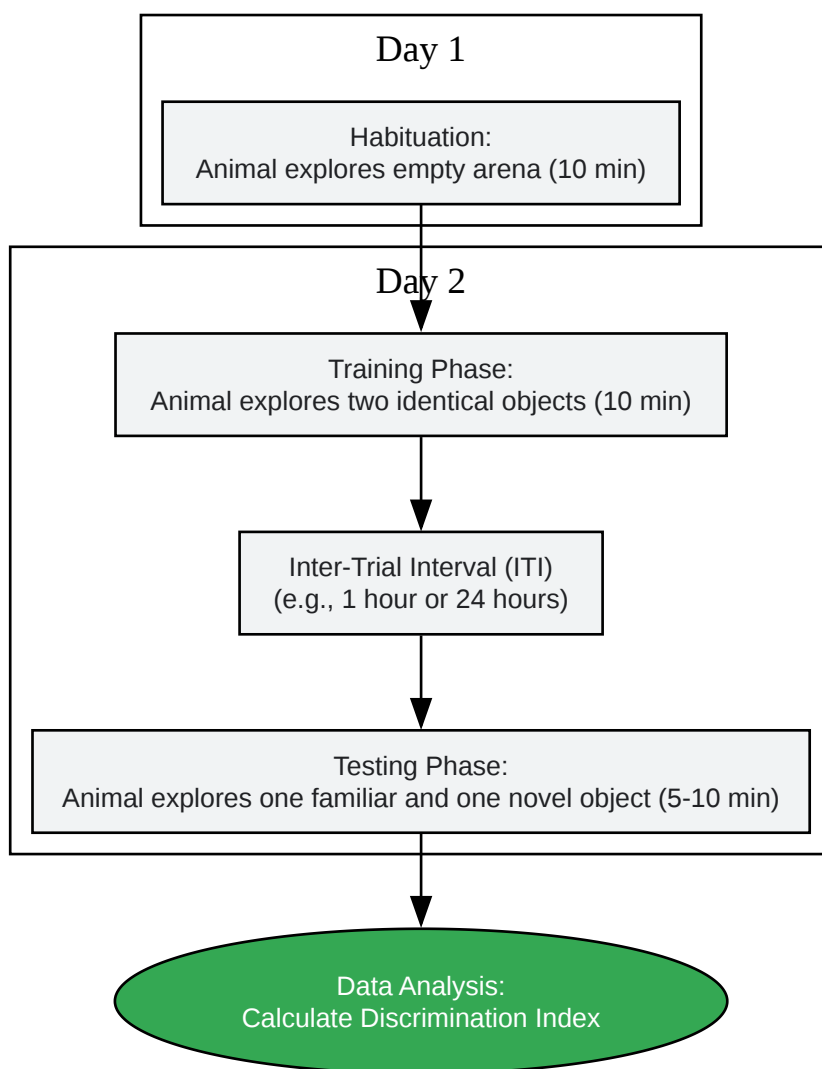 Day 1
Habituation:
Animal explores empty arena (10 min)
Day 2
Training Phase:
Animal explores two identical objects (10 min)
Inter-Trial Interval (ITI)
(e.g., 1 hour or 24 hours)
Testing Phase:
Animal explores one familiar and one novel object (5-10 min)
Data Analysis:
Calculate Discrimination Index